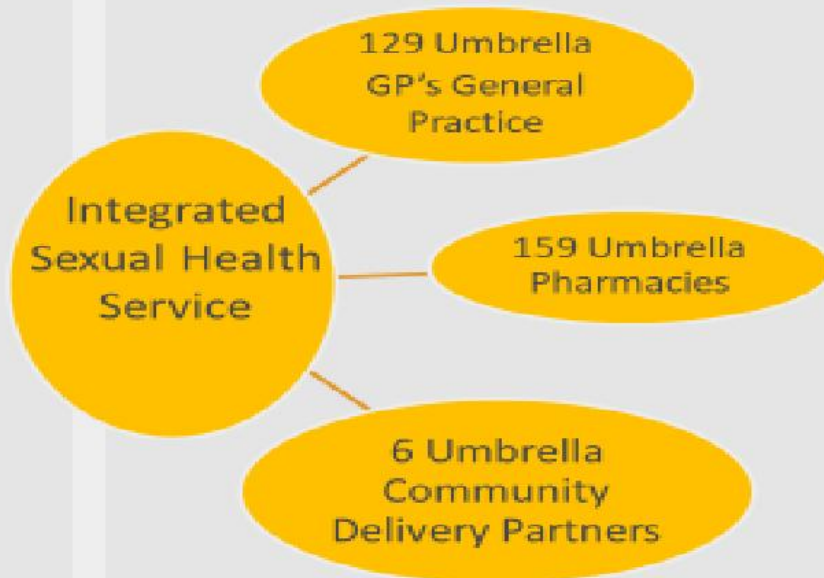 129 Umbrella
GP's General
Practice
Integrated
Sexual Health
Service
159 Umbrella
Pharmacies
6 Umbrella
Community
Delivery Partners